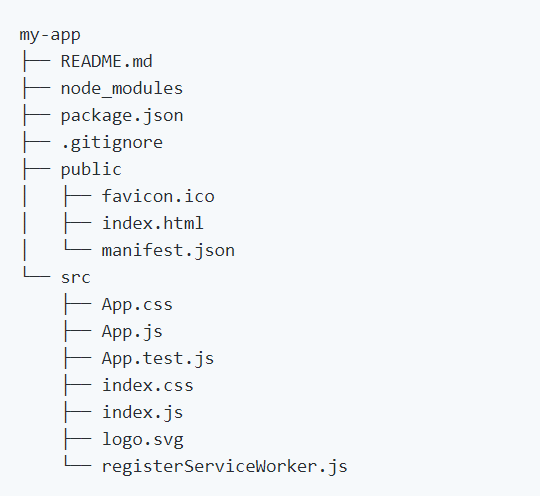 my-app
├── README.md
├── node_modules
├── package.json
├── .gitignore
├── public
│   ├── favicon.ico
│   ├── index.html
│   └── manifest.json
└── src
    ├── App.css
    ├── App.js
    ├── App.test.js
    ├── index.css
    ├── index.js
    ├── logo.svg
    └── registerServiceWorker.js